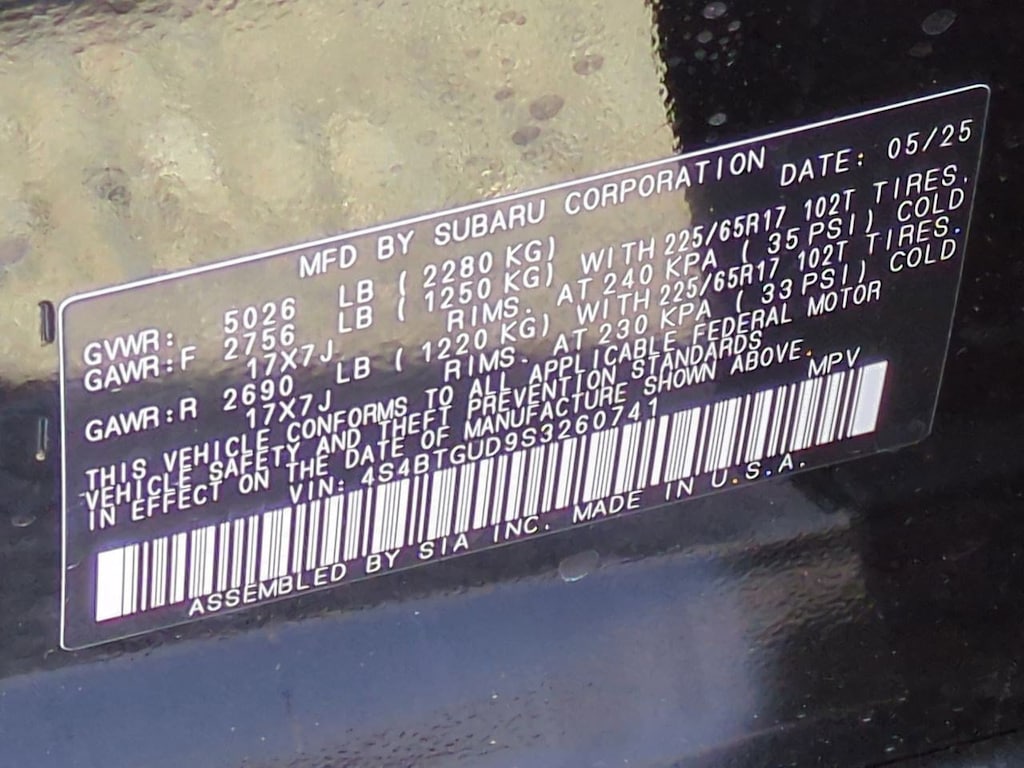 MFD BY SUBARU CORPORATION DATE: 05/25
GVWR: 5026 LB ( 2280 KG)
GAWR:F 2756 LB ( 1250 KG) WITH 225/65R17 102T TIRES.
17X7J RIMS. AT 240 KPA ( 35 PSI) COLD
GAWR:R 2690 LB ( 1220 KG) WITH 225/65R17 102T TIRES.
17X7J RIMS. AT 230 KPA ( 33 PSI) COLD
THIS VEHICLE CONFORMS TO ALL APPLICABLE FEDERAL MOTOR
VEHICLE SAFETY AND THEFT PREVENTION STANDARDS
IN EFFECT ON THE DATE OF MANUFACTURE SHOWN ABOVE.
VIN: 4S4BTGUD9S3260741 MPV
ASSEMBLED BY SIA INC. MADE IN U.S.A.